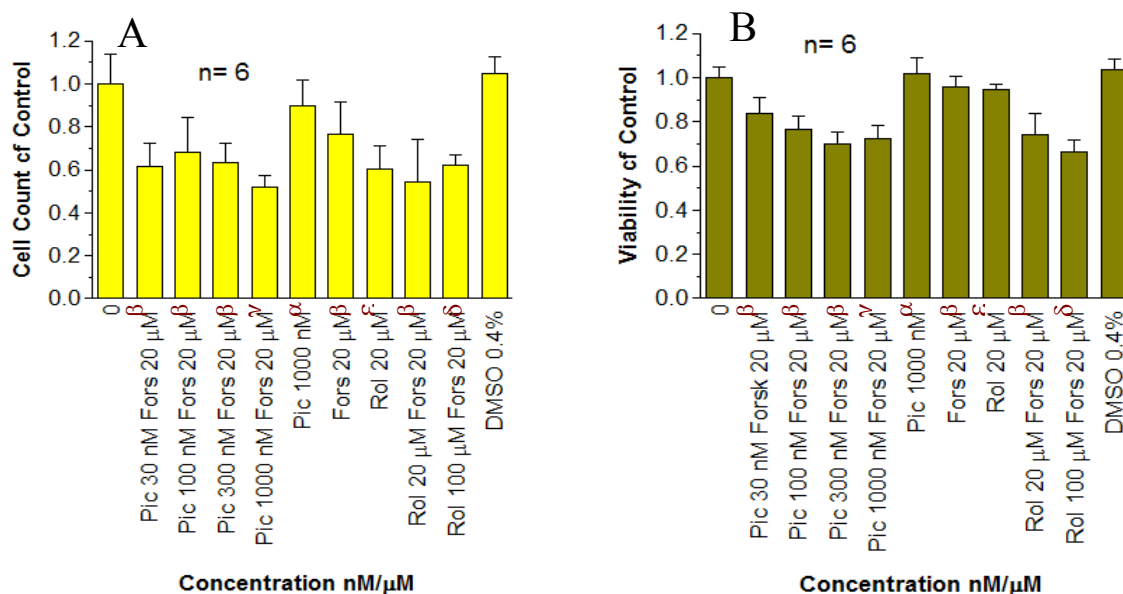 A
n= 6
Cell Count of Control
1.2
1.0
0.8
0.6
0.4
0.2
0.0
β β β γ α β ε. β δ
0
Pic 30 nM Fors 20 μM
Pic 100 nM Fors 20 μM
Pic 300 nM Fors 20 μM
Pic 1000 nM Fors 20 μM
Pic 1000 nM
Fors 20 μM
Rol 20 μM
Rol 20 μM Fors 20 μM
Rol 100 μM Fors 20 μM
DMSO 0.4%
Concentration nM/μM
B
n= 6
Viability cf Control
1.2
1.0
0.8
0.6
0.4
0.2
0.0
β β β γ α β ε. β δ
0
Pic 30 nM Forsk 20 μM
Pic 100 nM Fors 20 μM
Pic 300 nM Fors 20 μM
Pic 1000 nM Fors 20 μM
Pic 1000 nM
Fors 20 μM
Rol 20 μM
Rol 20 μM Fors 20 μM
Rol 100 μM Fors 20 μM
DMSO 0.4%
Concentration nM/μM